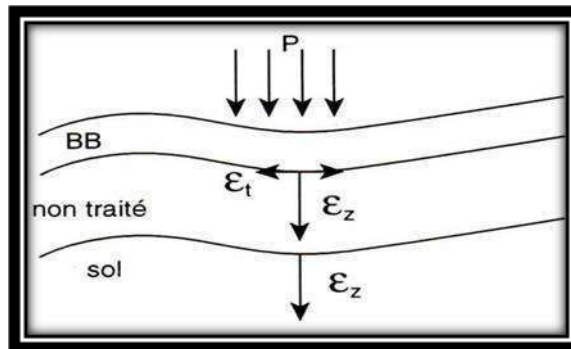 P
BB
εt
εz
non traité
sol
εz